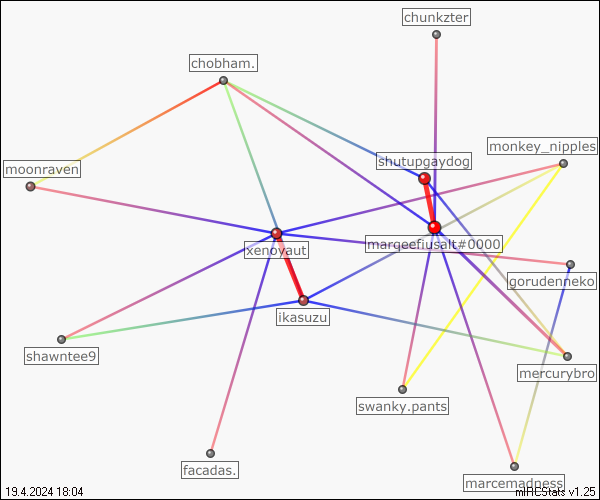 chunkzter
chobham.
monkey_nipples
shutupgaydog
moonraven
marqeefiusalt#0000
xenoyaut
gorudenneko
ikasuzu
shawntee9
mercurybro
swanky.pants
facadas.
marcemadness
19.4.2024 18:04
mIRCStats v1.25